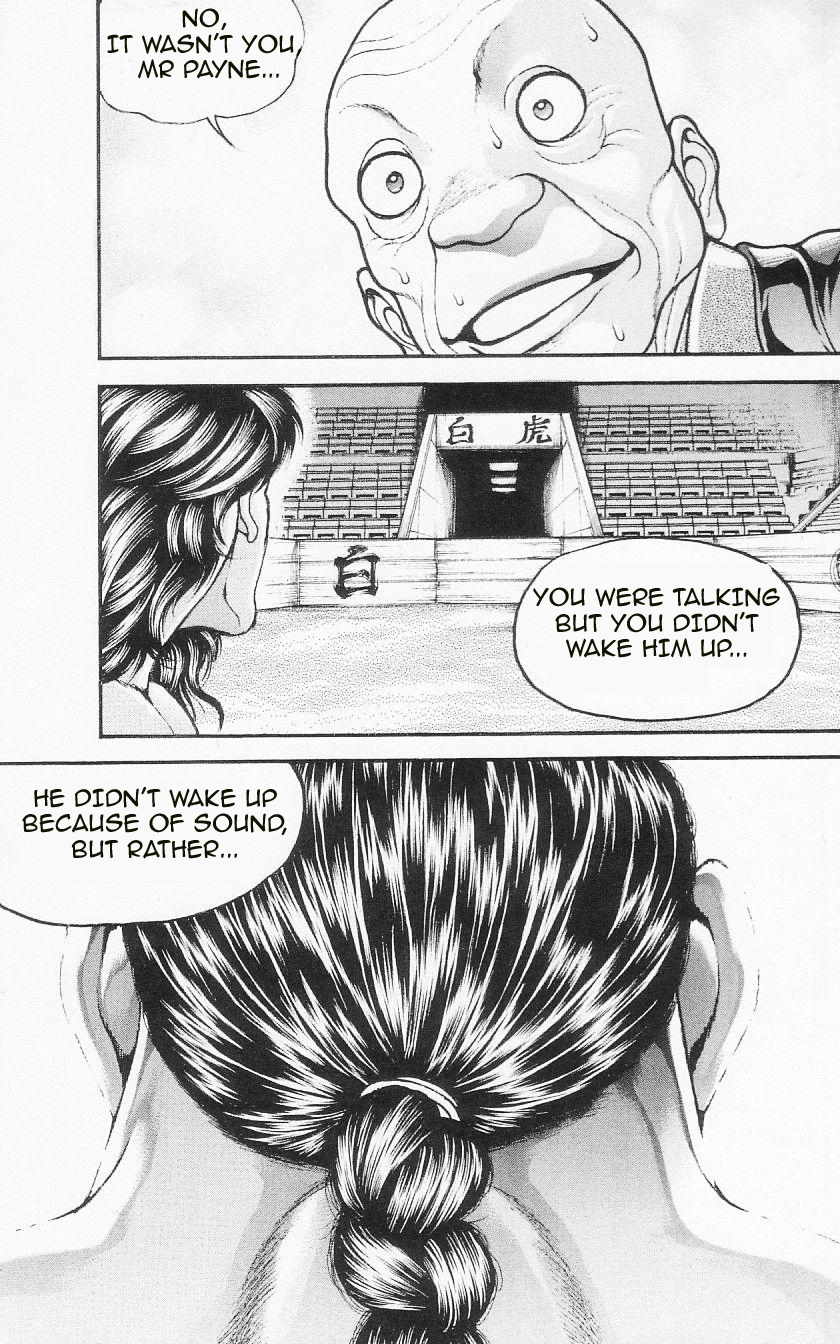 NO,
IT WASN'T YOU,
MR PAYNE...
白 虎
白
YOU WERE TALKING
BUT YOU DIDN'T
WAKE HIM UP...
HE DIDN'T WAKE UP
BECAUSE OF SOUND,
BUT RATHER...